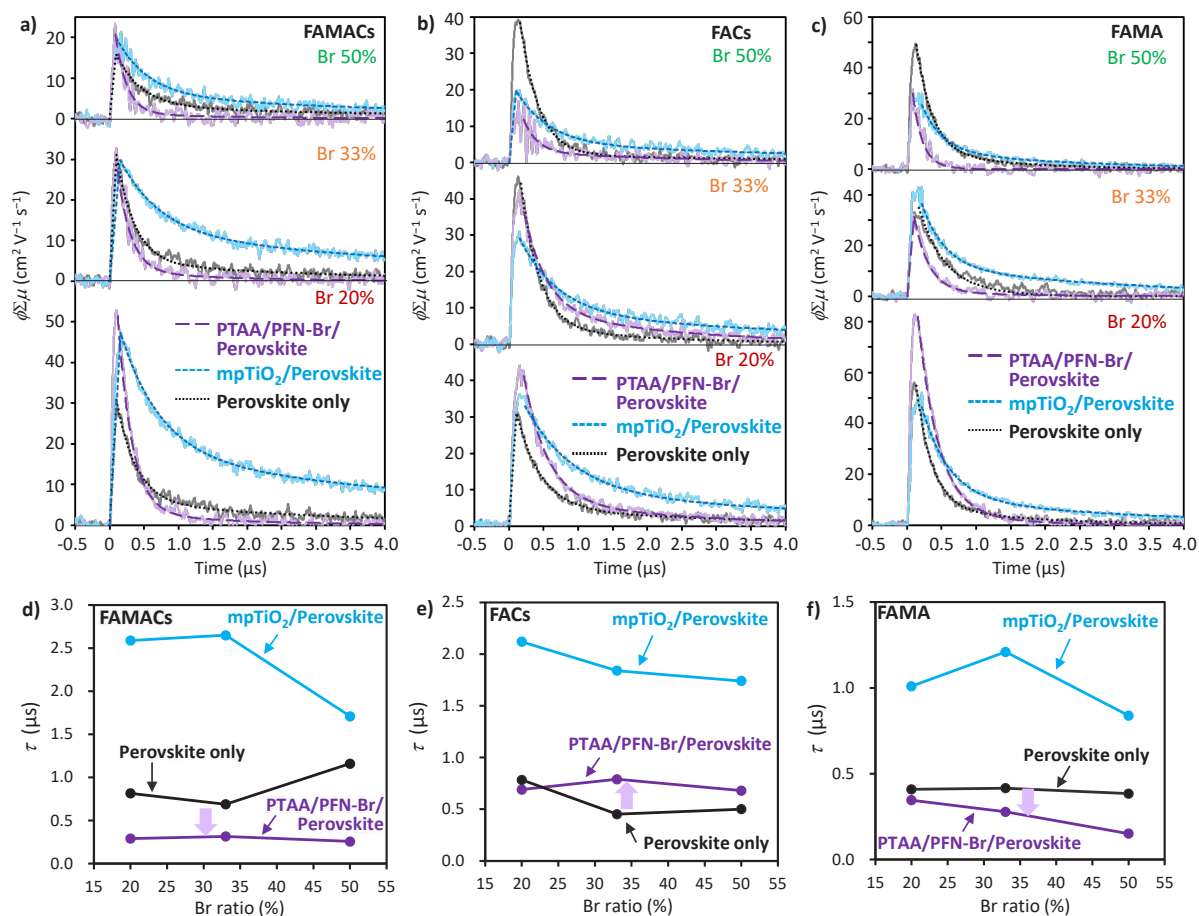 a)
FAMACs
Br 50%
20
10
0
Br 33%
30
20
10
0
Br 20%
50
40
30
20
10
0
PTAA/PFN-Br/
Perovskite
mpTiO₂/Perovskite
Perovskite only
ϕΣμ (cm² V⁻¹ s⁻¹)
-0.5 0 0.5 1.0 1.5 2.0 2.5 3.0 3.5 4.0
Time (μs)
b)
FACs
Br 50%
40
30
20
10
0
Br 33%
50
40
30
20
10
0
Br 20%
40
30
20
10
0
PTAA/PFN-Br/
Perovskite
mpTiO₂/Perovskite
Perovskite only
ϕΣμ (cm² V⁻¹ s⁻¹)
-0.5 0 0.5 1.0 1.5 2.0 2.5 3.0 3.5 4.0
Time (μs)
c)
FAMA
Br 50%
60
40
20
0
Br 33%
40
20
0
Br 20%
80
60
40
20
0
PTAA/PFN-Br/
Perovskite
mpTiO₂/Perovskite
Perovskite only
ϕΣμ (cm² V⁻¹ s⁻¹)
-0.5 0 0.5 1.0 1.5 2.0 2.5 3.0 3.5 4.0
Time (μs)
d)
FAMACs
3.0
2.5
2.0
1.5
1.0
0.5
0.0
τ (μs)
mpTiO₂/Perovskite
Perovskite only
PTAA/PFN-Br/
Perovskite
15 20 25 30 35 40 45 50 55
Br ratio (%)
e)
FACs
2.5
2.0
1.5
1.0
0.5
0.0
τ (μs)
mpTiO₂/Perovskite
PTAA/PFN-Br/Perovskite
Perovskite only
15 20 25 30 35 40 45 50 55
Br ratio (%)
f)
FAMA
1.5
1.0
0.5
0.0
τ (μs)
mpTiO₂/Perovskite
Perovskite only
PTAA/PFN-Br/Perovskite
15 20 25 30 35 40 45 50 55
Br ratio (%)